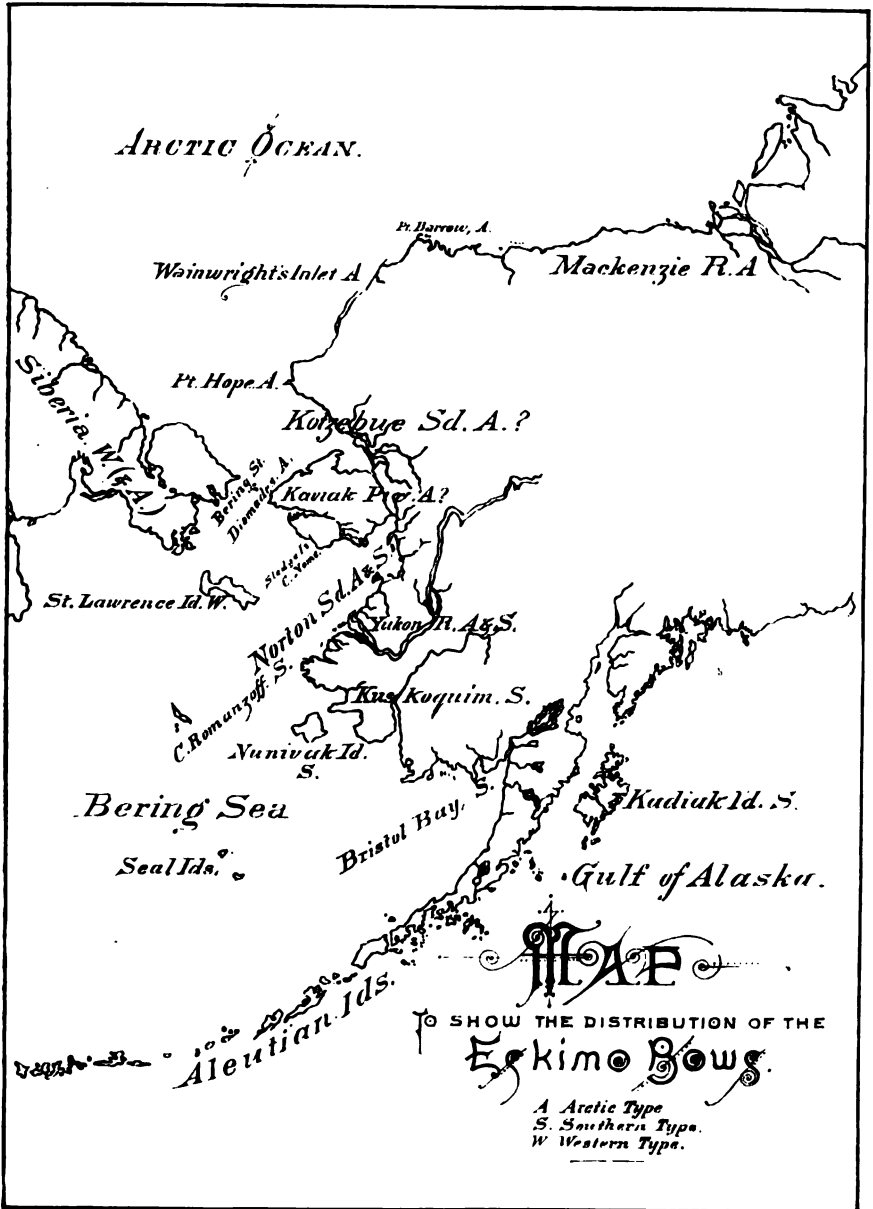 ARCTIC OCEAN.
Pt. Barrow, A.
Wainwright's Inlet A
Mackenzie R. A
Pt. Hope A.
Kotzebue Sd. A.?
Siberia W. (& A.)
Bering St.
Diomedes A.
Kaviak Pen. A?
Sledge Is
C. Nome.
St. Lawrence Id. W.
Norton Sd. A & S.
Yukon R. A & S.
C. Romanzoff. S.
Kuskoquim. S.
Nunivak Id.
S.
Bering Sea
Bristol Bay, S.
Kadiak Id. S.
Seal Ids.
Gulf of Alaska.
Aleutian Ids.
MAP
TO SHOW THE DISTRIBUTION OF THE
Eskimo Bows.
A Arctic Type
S. Southern Type.
W Western Type.